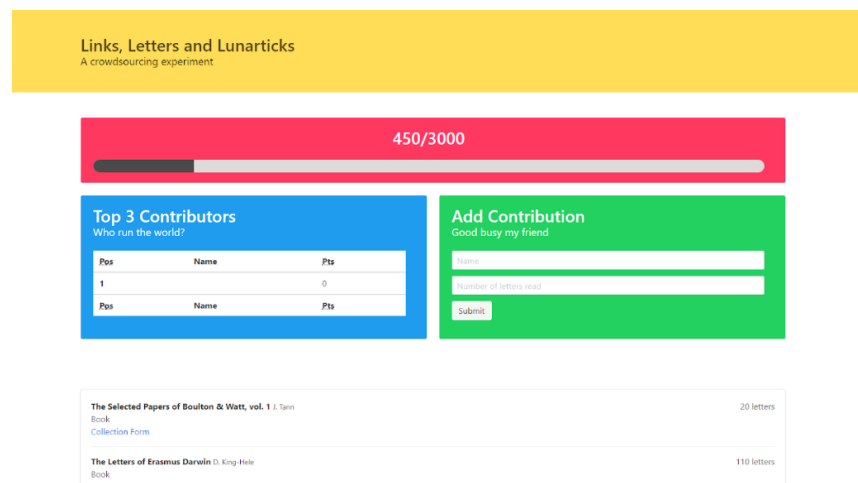 Links, Letters and Lunarticks
A crowdsourcing experiment
450/3000
Top 3 Contributors
Who run the world?
Pos Name Pts
1 0
Pos Name Pts
Add Contribution
Good busy my friend
Name
Number of letters read
Submit
The Selected Papers of Boulton & Watt, vol. 1 J. Tann 20 letters
Book
Collection Form
The Letters of Erasmus Darwin D. King-Hele 110 letters
Book